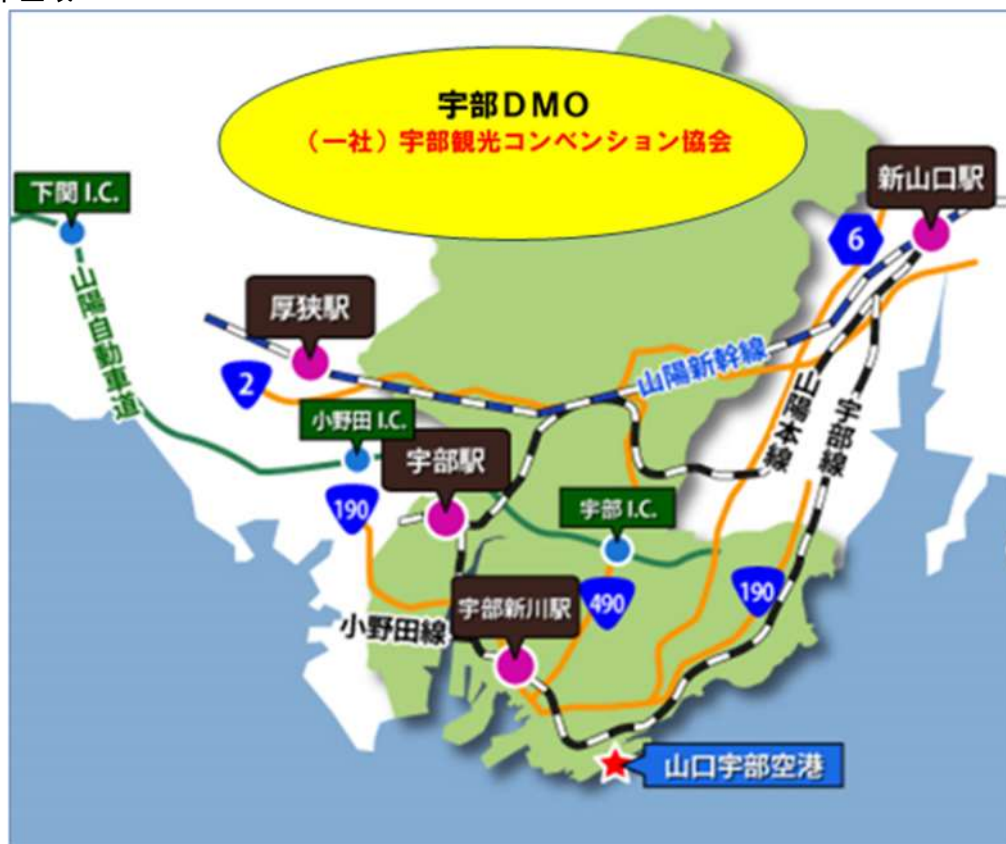 宇部DMO
（一社）宇部観光コンベンション協会
下関 I.C.
新山口駅
6
山陽自動車道
厚狭駅
2
山陽新幹線
小野田 I.C.
宇部駅
山陽本線
宇部線
190
宇部 I.C.
490
190
宇部新川駅
小野田線
山口宇部空港